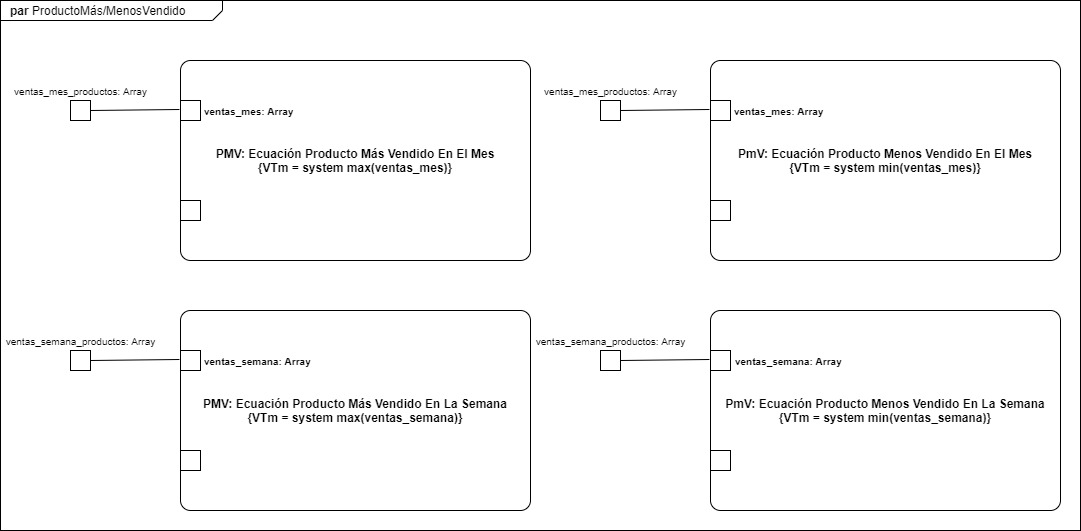 par ProductoMás/MenosVendido
ventas_mes_productos: Array
ventas_mes: Array
PMV: Ecuación Producto Más Vendido En El Mes
{VTm = system max(ventas_mes)}
ventas_mes_productos: Array
ventas_mes: Array
PmV: Ecuación Producto Menos Vendido En El Mes
{VTm = system min(ventas_mes)}
ventas_semana_productos: Array
ventas_semana: Array
PMV: Ecuación Producto Más Vendido En La Semana
{VTm = system max(ventas_semana)}
ventas_semana_productos: Array
ventas_semana: Array
PmV: Ecuación Producto Menos Vendido En La Semana
{VTm = system min(ventas_semana)}